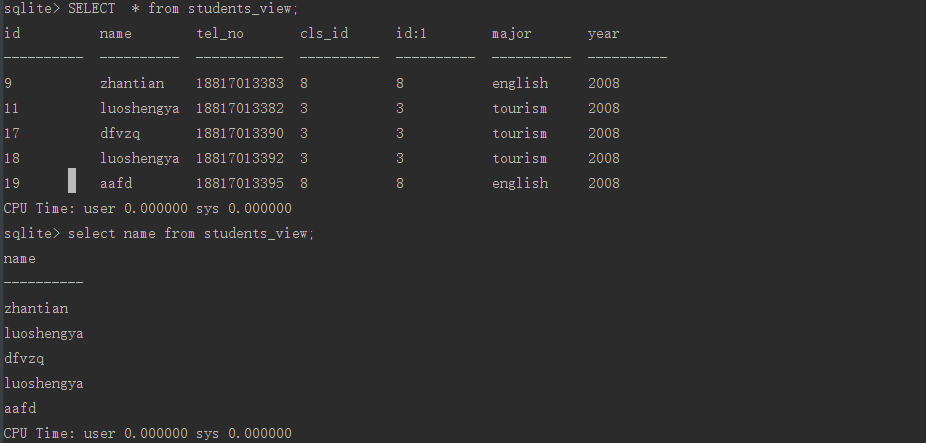 sqlite> SELECT  * from students_view;
id          name        tel_no       cls_id      id:1        major       year
----------  ----------  -----------  ----------  ----------  ----------  ----------
9           zhantian    18817013383  8           8           english     2008
11          luoshengya  18817013382  3           3           tourism     2008
17          dfvzq       18817013390  3           3           tourism     2008
18          luoshengya  18817013392  3           3           tourism     2008
19          aafd        18817013395  8           8           english     2008
CPU Time: user 0.000000 sys 0.000000
sqlite> select name from students_view;
name
----------
zhantian
luoshengya
dfvzq
luoshengya
aafd
CPU Time: user 0.000000 sys 0.000000